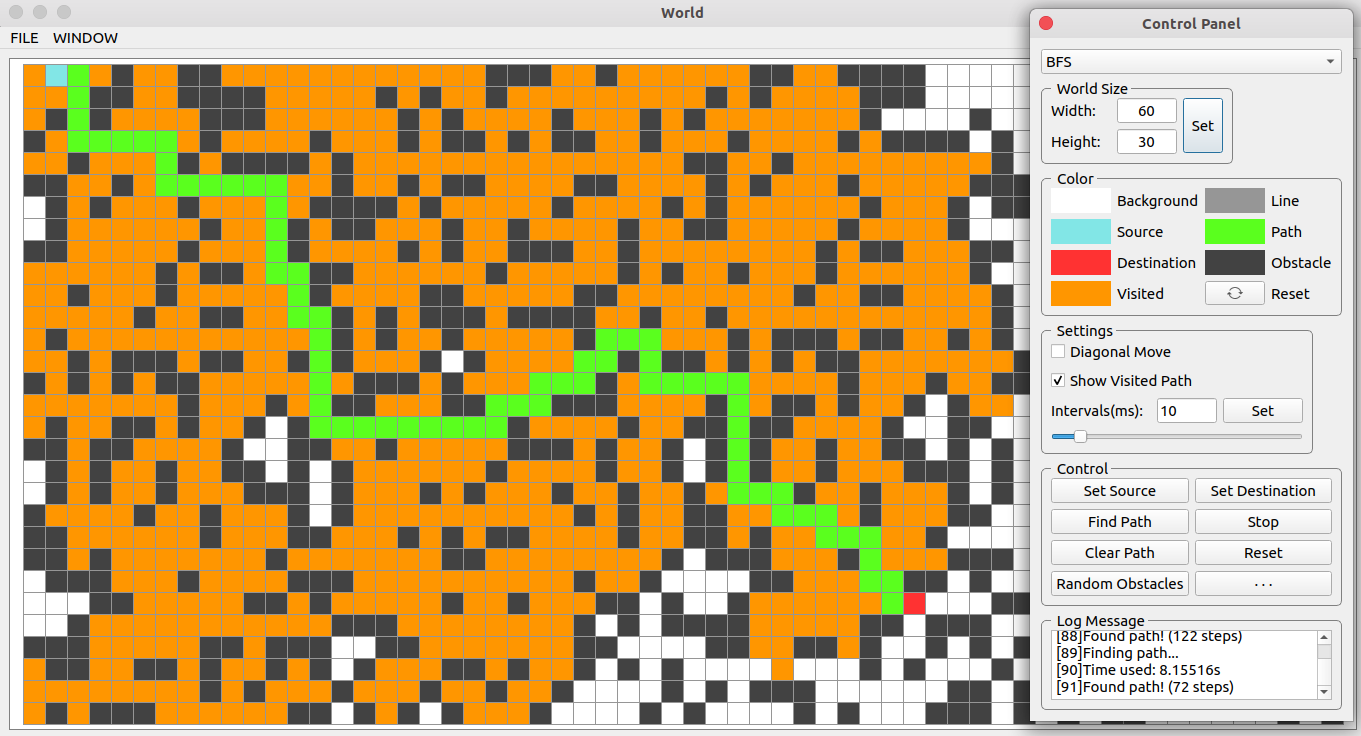 World
FILE WINDOW
Control Panel
BFS
World Size
Width: 60
Set
Height: 30
Color
Background Line
Source Path
Destination Obstacle
Visited Reset
Settings
Diagonal Move
Show Visited Path
Intervals(ms): 10 Set
Control
Set Source Set Destination
Find Path Stop
Clear Path Reset
Random Obstacles ...
Log Message
[88]Found path! (122 steps)
[89]Finding path...
[90]Time used: 8.15516s
[91]Found path! (72 steps)